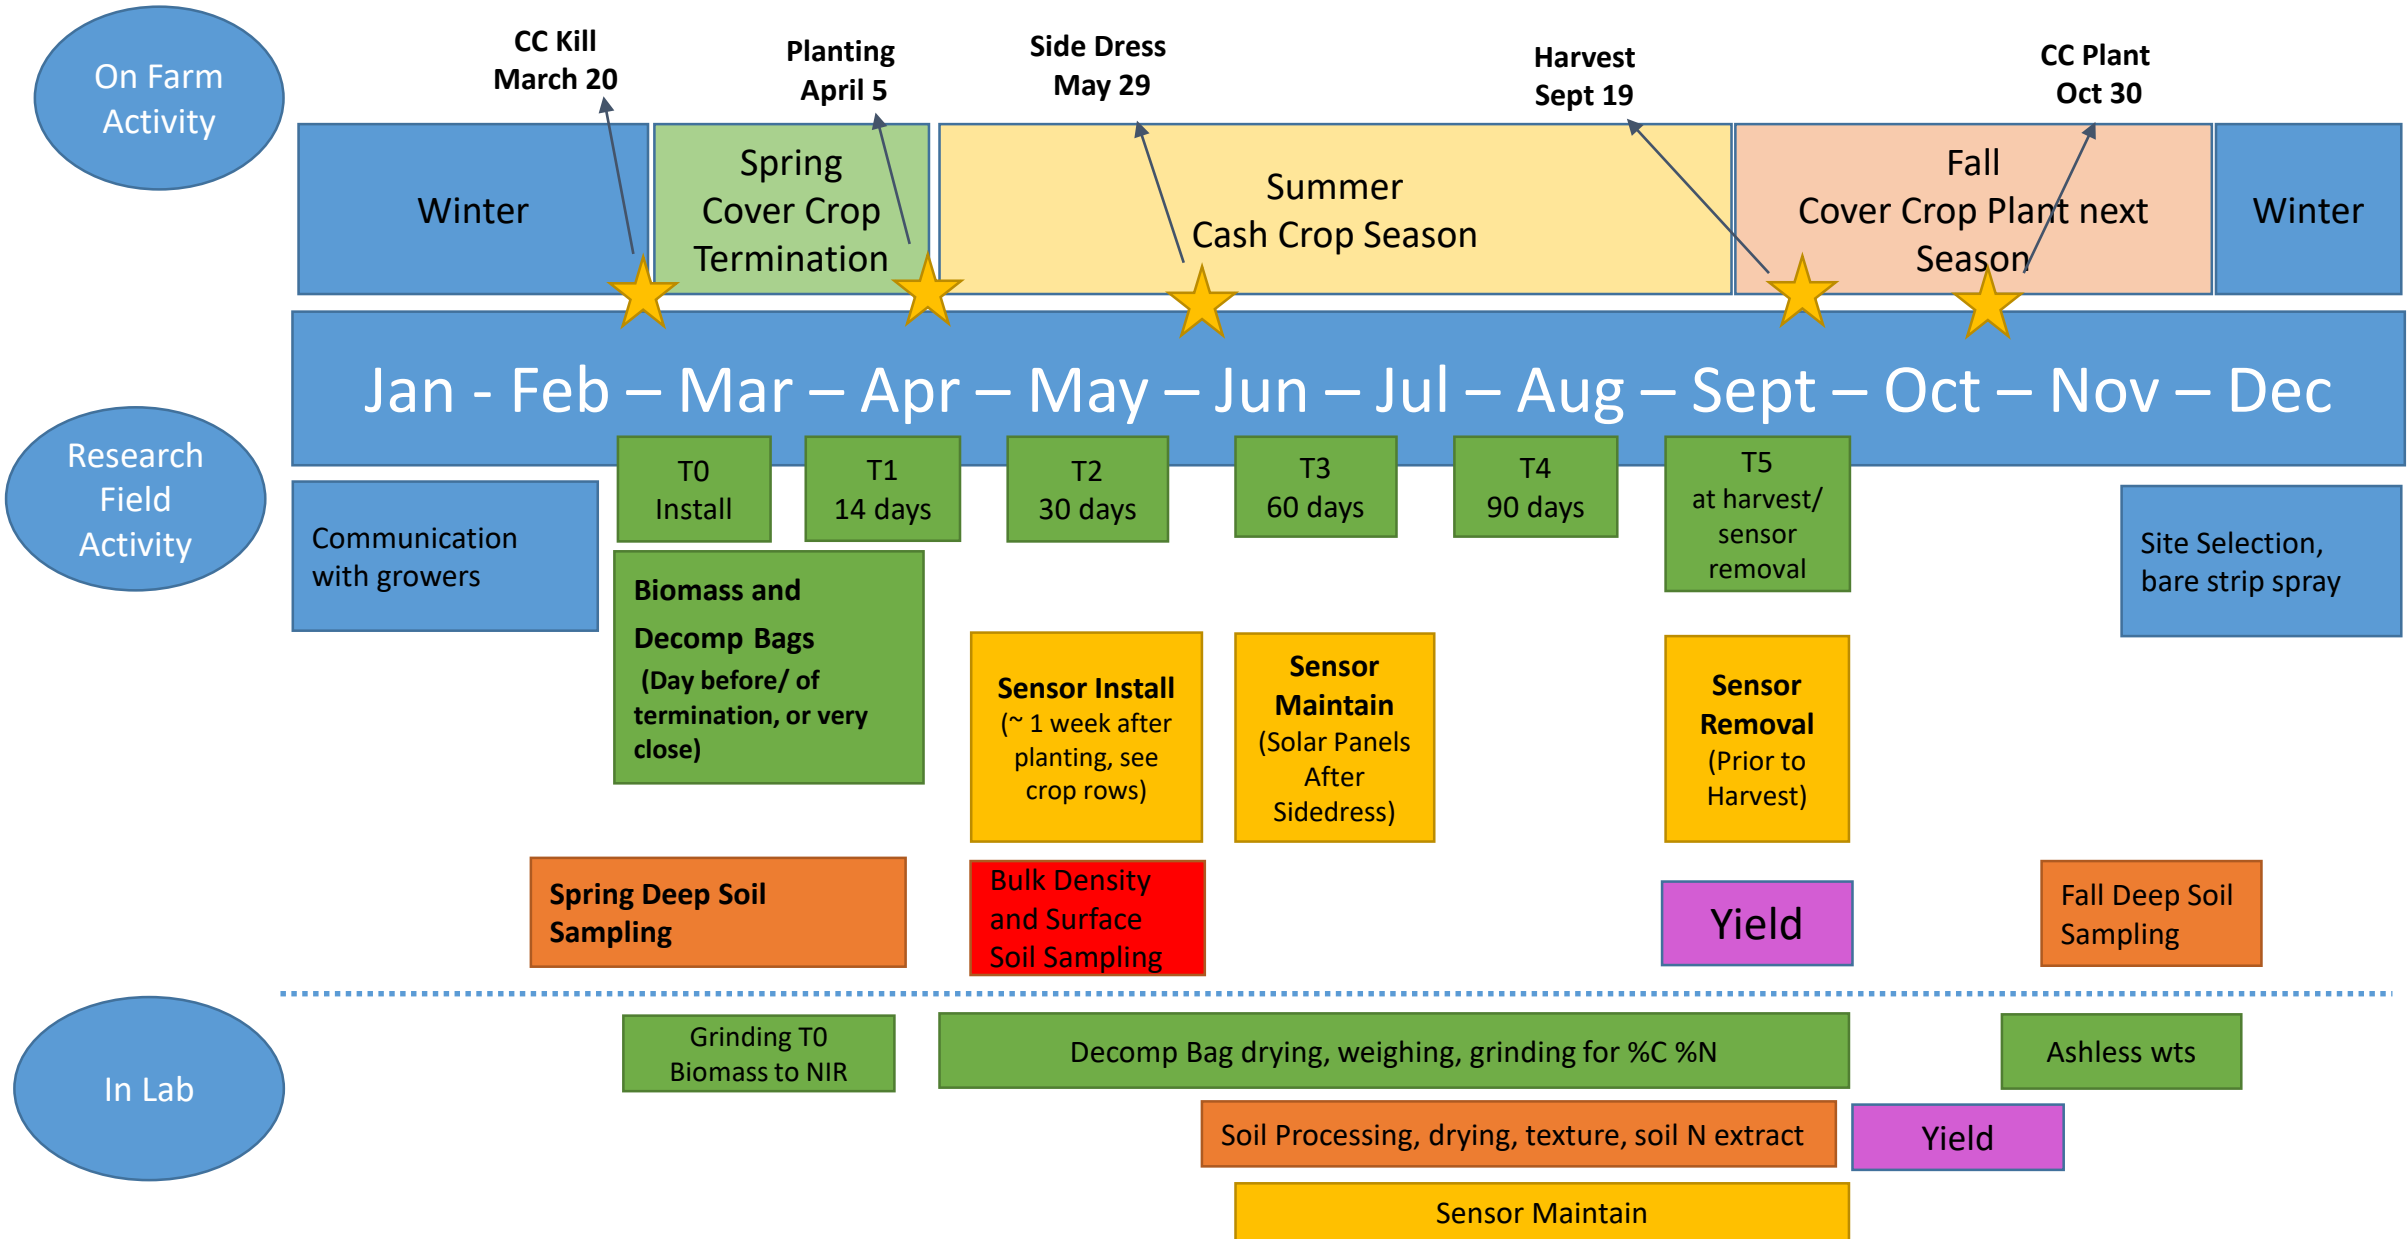 On Farm
Activity
CC Kill
March 20
Planting
April 5
Side Dress
May 29
Harvest
Sept 19
CC Plant
Oct 30
Winter
Spring
Cover Crop
Termination
Summer
Cash Crop Season
Fall
Cover Crop Plant next
Season
Winter
Jan - Feb – Mar – Apr – May – Jun – Jul – Aug – Sept – Oct – Nov – Dec
Research
Field
Activity
T0
Install
T1
14 days
T2
30 days
T3
60 days
T4
90 days
T5
at harvest/
sensor
removal
Communication
with growers
Site Selection,
bare strip spray
Biomass and
Decomp Bags
(Day before/ of
termination, or very
close)
Sensor Install
(~ 1 week after
planting, see
crop rows)
Sensor
Maintain
(Solar Panels
After
Sidedress)
Sensor
Removal
(Prior to
Harvest)
Spring Deep Soil
Sampling
Bulk Density
and Surface
Soil Sampling
Yield
Fall Deep Soil
Sampling
In Lab
Grinding T0
Biomass to NIR
Decomp Bag drying, weighing, grinding for %C %N
Ashless wts
Soil Processing, drying, texture, soil N extract
Yield
Sensor Maintain